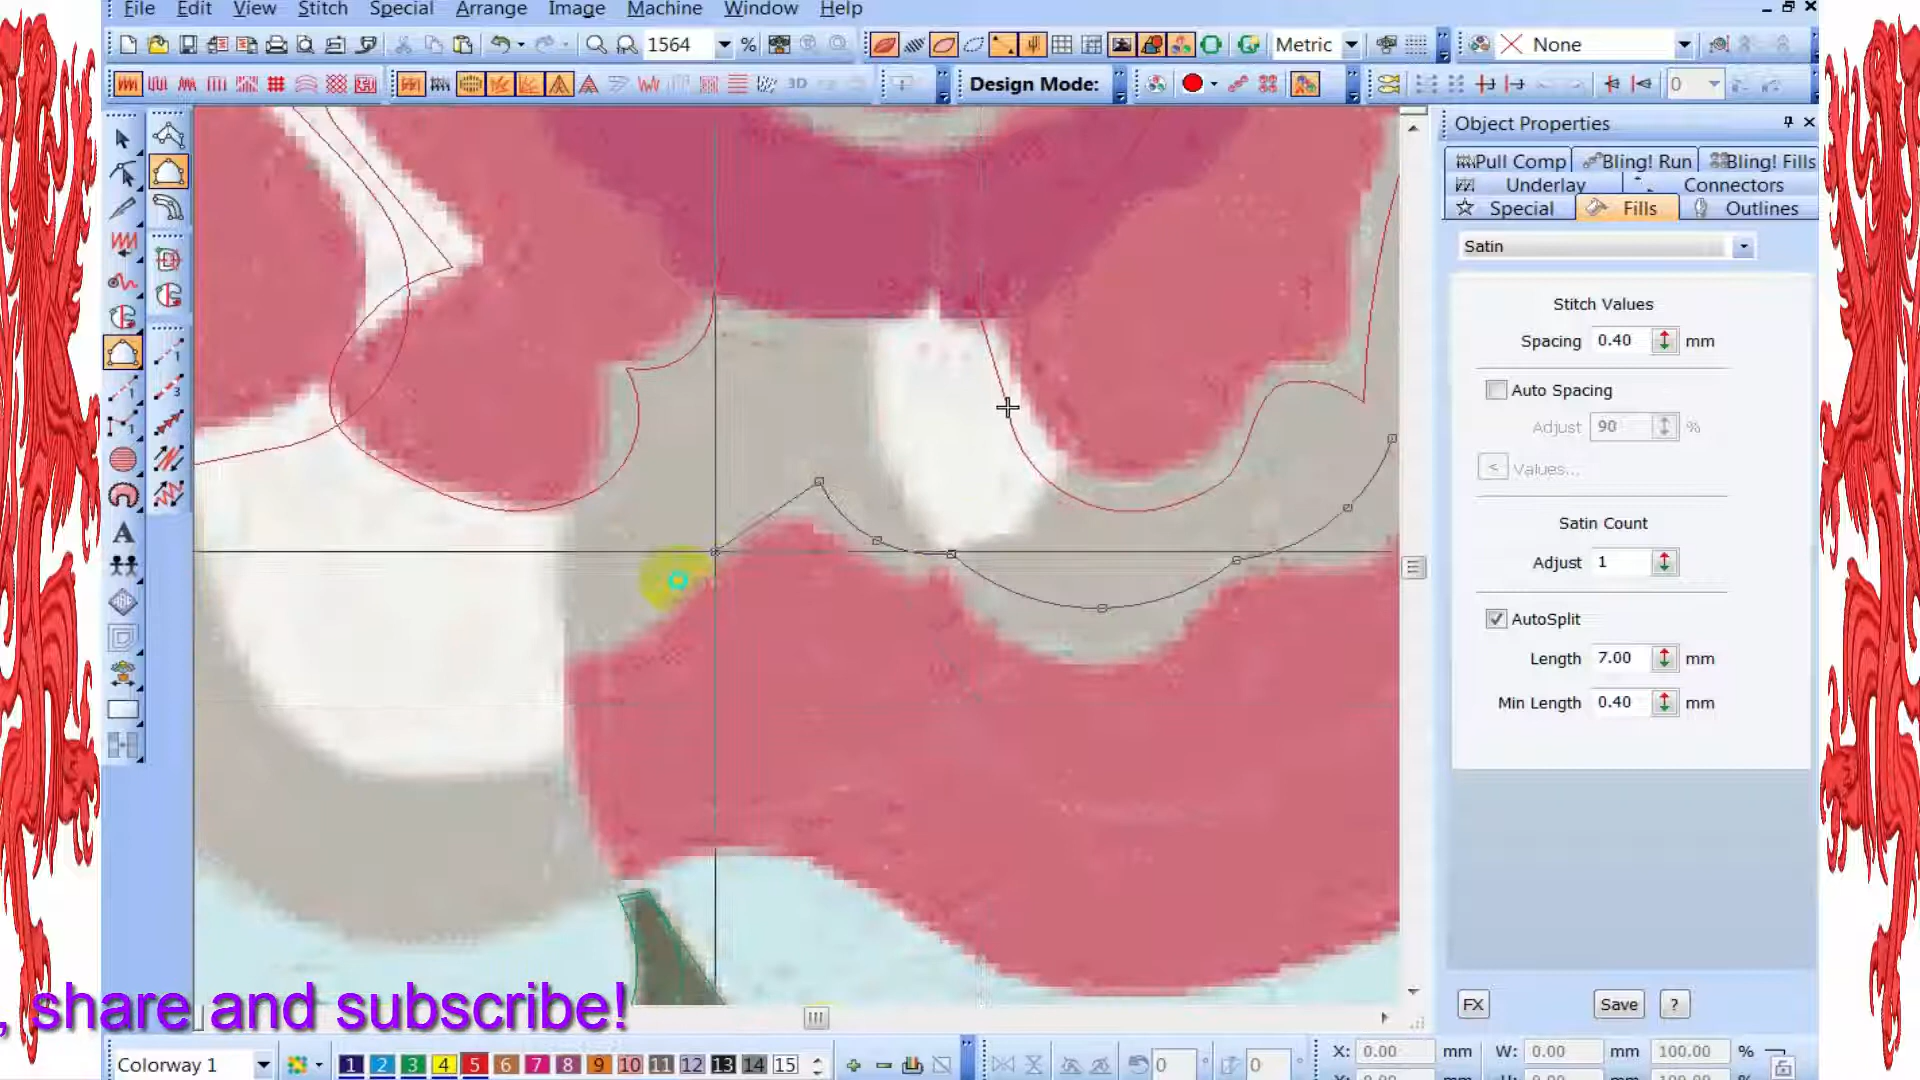 File Edit View Stitch Special Arrange Image Machine Window Help
1564 % Metric None
Design Mode: 3D 0
Object Properties
Pull Comp Bling! Run Bling! Fills
Underlay Connectors
Special Fills Outlines
Satin
Stitch Values
Spacing 0.40 mm
Auto Spacing
Adjust 90 %
< Values...
Satin Count
Adjust 1
AutoSplit
Length 7.00 mm
Min Length 0.40 mm
A
FX Save ?
, share and subscribe!
Colorway 1 1 2 3 4 5 6 7 8 9 10 11 12 13 14 15 0 0 X: 0.00 mm W: 0.00 mm 100.00 %